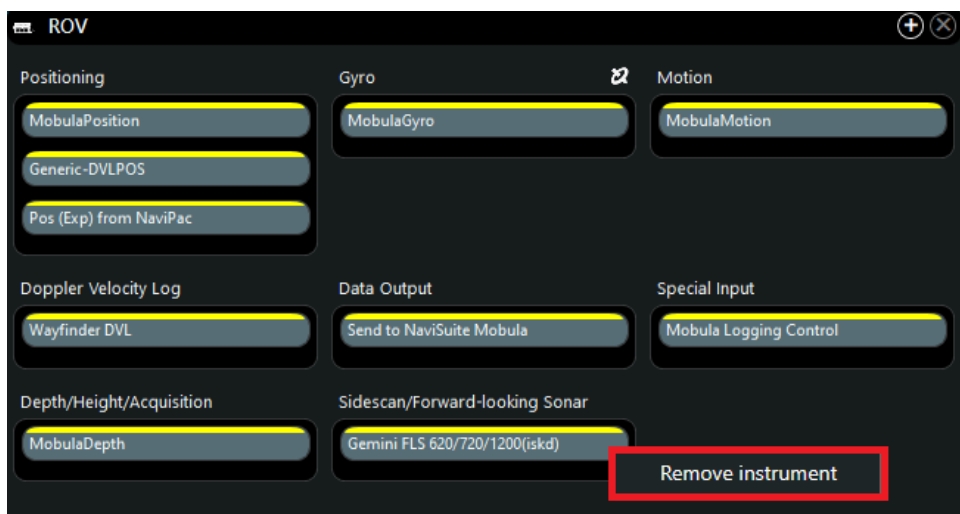 ROV
Positioning
Gyro
Motion
MobulaPosition
MobulaGyro
MobulaMotion
Generic-DVLPOS
Pos (Exp) from NaviPac
Doppler Velocity Log
Data Output
Special Input
Wayfinder DVL
Send to NaviSuite Mobula
Mobula Logging Control
Depth/Height/Acquisition
Sidescan/Forward-looking Sonar
MobulaDepth
Gemini FLS 620/720/1200(iskd)
Remove instrument